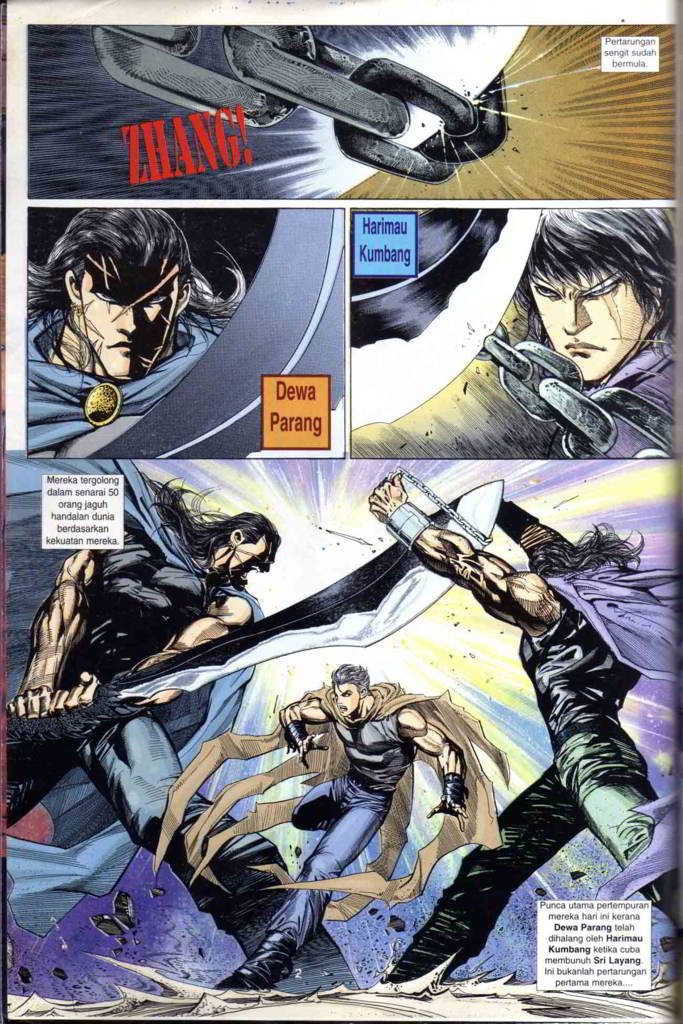 Pertarungan
sengit sudah
bermula.
ZHANG!
Harimau
Kumbang
Dewa
Parang
Mereka tergolong
dalam senarai 50
orang jaguh
handalan dunia
berdasarkan
kekuatan mereka.
Punca utama pertempuran
mereka hari ini kerana
Dewa Parang telah
dihalang oleh Harimau
Kumbang ketika cuba
membunuh Sri Layang.
Ini bukanlah pertarungan
pertama mereka....
2